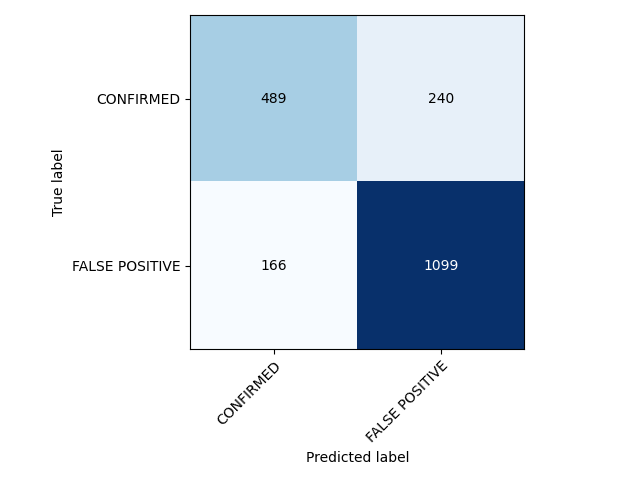 CONFIRMED
489
240
True label
FALSE POSITIVE
166
1099
CONFIRMED
FALSE POSITIVE
Predicted label